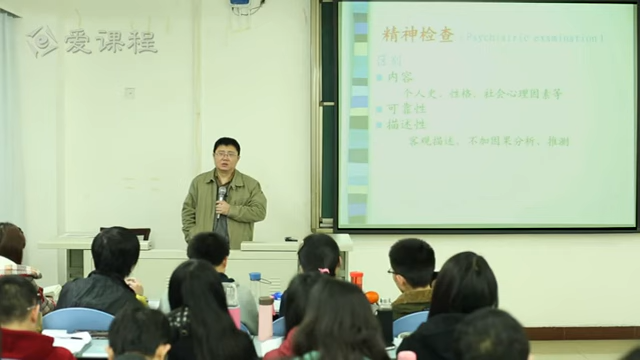 爱课程
精神检查（Psychiatric examination）
区别
内容
个人史、性格、社会心理因素等
可靠性
描述性
客观描述，不加因果分析、推测